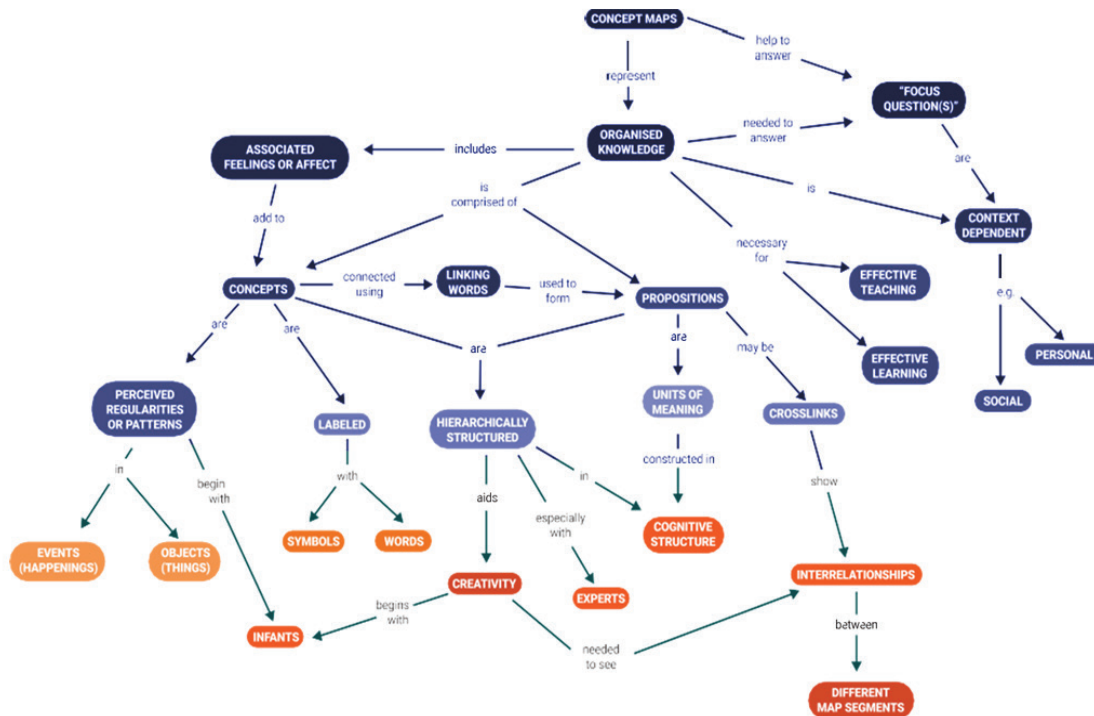 CONCEPT MAPS
help to
answer
represent
"FOCUS
QUESTION(S)"
needed to
answer
ORGANISED
KNOWLEDGE
ASSOCIATED
FEELINGS OR AFFECT
includes
are
is
is
comprised of
add to
CONTEXT
DEPENDENT
necessary
for
CONCEPTS
connected
using
LINKING
WORDS
used to
form
PROPOSITIONS
EFFECTIVE
TEACHING
e.g.
are
are
are
are
may be
PERSONAL
EFFECTIVE
LEARNING
SOCIAL
PERCEIVED
REGULARITIES
OR PATTERNS
LABELED
HIERARCHICALLY
STRUCTURED
UNITS OF
MEANING
CROSSLINKS
in
begin
with
with
aids
especially
with
in
constructed in
show
EVENTS
(HAPPENINGS)
OBJECTS
(THINGS)
SYMBOLS
WORDS
COGNITIVE
STRUCTURE
CREATIVITY
EXPERTS
INTERRELATIONSHIPS
begins
with
INFANTS
needed
to see
between
DIFFERENT
MAP SEGMENTS